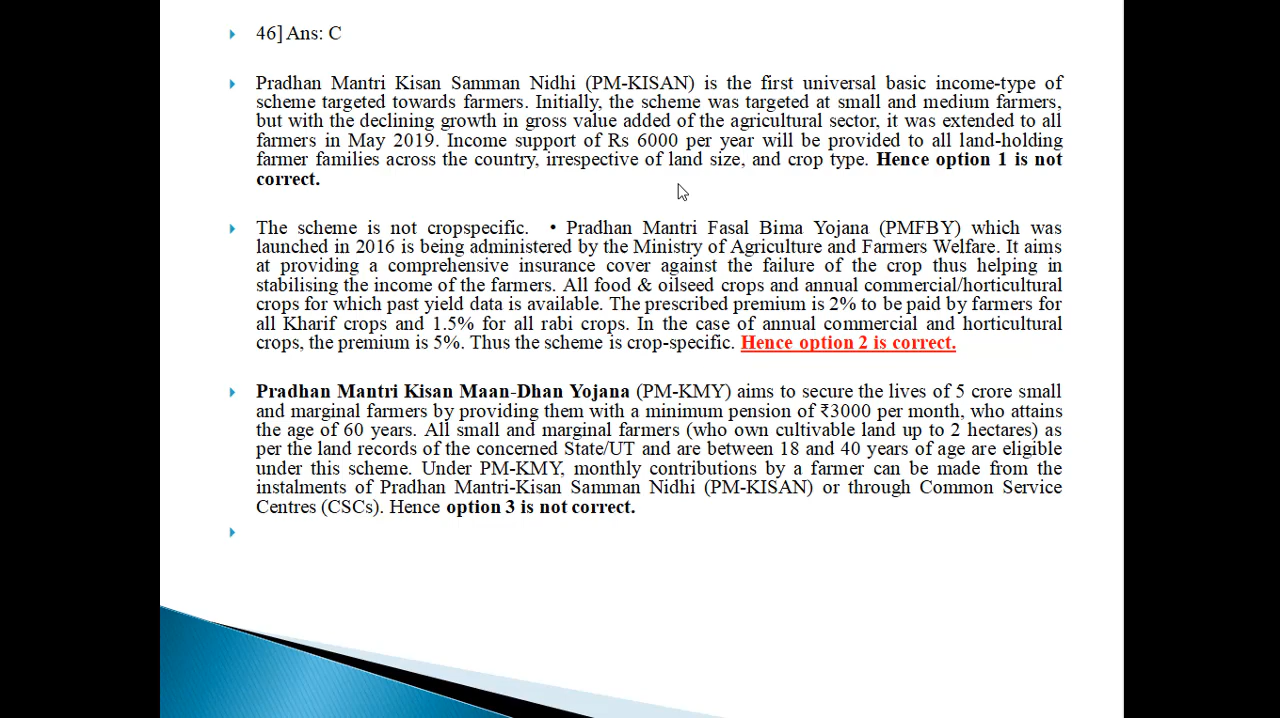 46] Ans: C
Pradhan Mantri Kisan Samman Nidhi (PM-KISAN) is the first universal basic income-type of
scheme targeted towards farmers. Initially, the scheme was targeted at small and medium farmers,
but with the declining growth in gross value added of the agricultural sector, it was extended to all
farmers in May 2019. Income support of Rs 6000 per year will be provided to all land-holding
farmer families across the country, irrespective of land size, and crop type. Hence option 1 is not
correct.
The scheme is not cropspecific. • Pradhan Mantri Fasal Bima Yojana (PMFBY) which was
launched in 2016 is being administered by the Ministry of Agriculture and Farmers Welfare. It aims
at providing a comprehensive insurance cover against the failure of the crop thus helping in
stabilising the income of the farmers. All food & oilseed crops and annual commercial/horticultural
crops for which past yield data is available. The prescribed premium is 2% to be paid by farmers for
all Kharif crops and 1.5% for all rabi crops. In the case of annual commercial and horticultural
crops, the premium is 5%. Thus the scheme is crop-specific. Hence option 2 is correct.
Pradhan Mantri Kisan Maan-Dhan Yojana (PM-KMY) aims to secure the lives of 5 crore small
and marginal farmers by providing them with a minimum pension of ₹3000 per month, who attains
the age of 60 years. All small and marginal farmers (who own cultivable land up to 2 hectares) as
per the land records of the concerned State/UT and are between 18 and 40 years of age are eligible
under this scheme. Under PM-KMY, monthly contributions by a farmer can be made from the
instalments of Pradhan Mantri-Kisan Samman Nidhi (PM-KISAN) or through Common Service
Centres (CSCs). Hence option 3 is not correct.